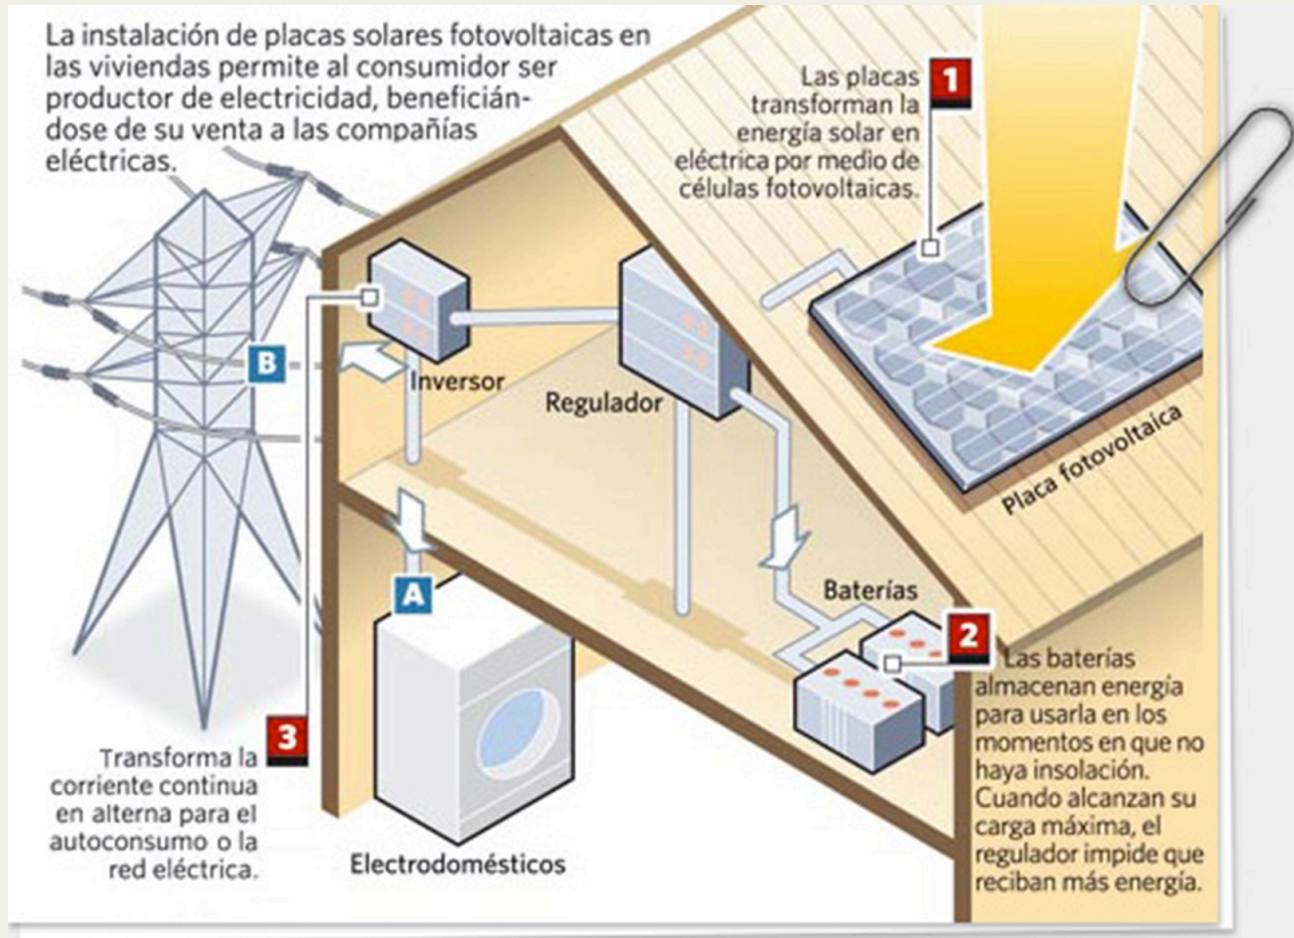 La instalación de placas solares fotovoltaicas en
las viviendas permite al consumidor ser
productor de electricidad, benefician-
dose de su venta a las compañías
eléctricas.
1
Las placas
transforman la
energía solar en
eléctrica por medio de
células fotovoltaicas.
B
Inversor
Regulador
Placa fotovoltaica
A
Baterías
2
Las baterías
almacenan energía
para usarla en los
momentos en que no
haya insolación.
Cuando alcanzan su
carga máxima, el
regulador impide que
reciban más energía.
3
Transforma la
corriente continua
en alterna para el
autoconsumo o la
red eléctrica.
Electrodomésticos